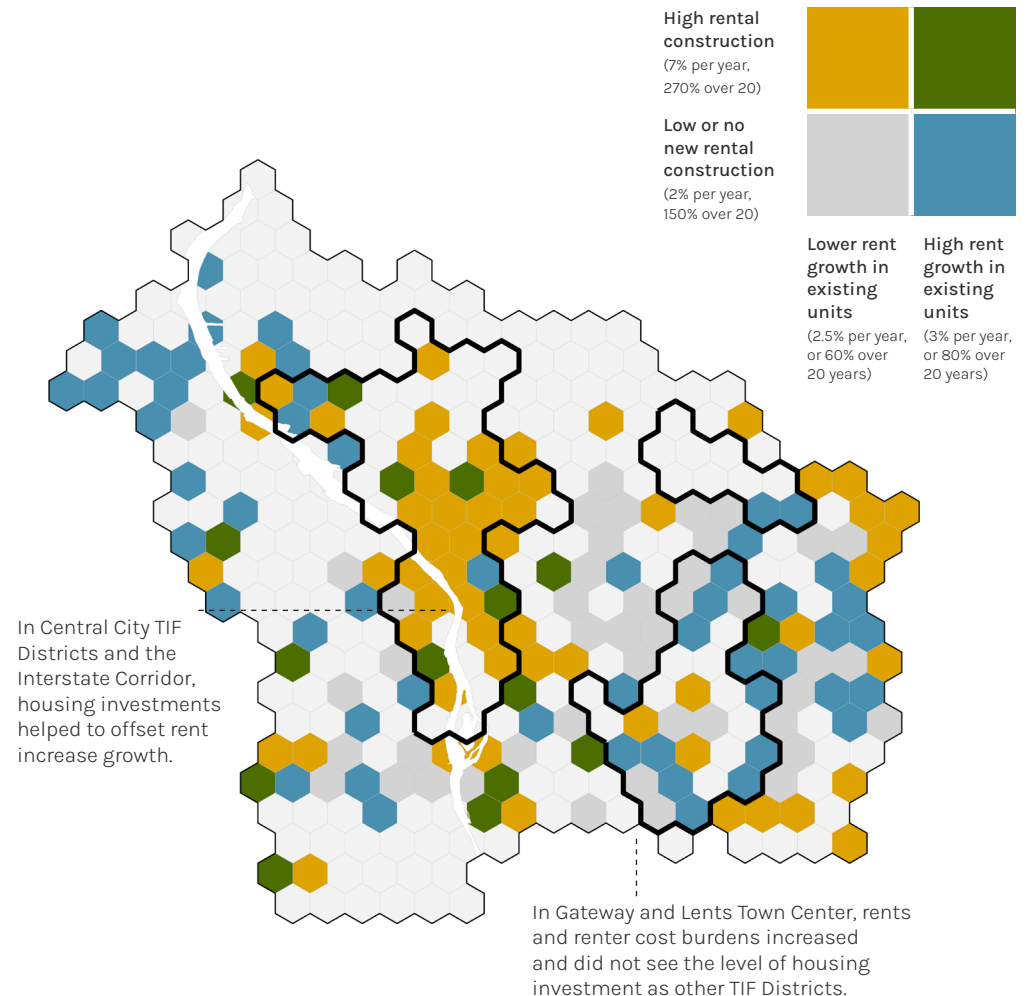 High rental
construction
(7% per year,
270% over 20)
Low or no
new rental
construction
(2% per year,
150% over 20)
Lower rent
growth in
existing
units
(2.5% per year,
or 60% over
20 years)
High rent
growth in
existing
units
(3% per year,
or 80% over
20 years)
In Central City TIF
Districts and the
Interstate Corridor,
housing investments
helped to offset rent
increase growth.
In Gateway and Lents Town Center, rents
and renter cost burdens increased
and did not see the level of housing
investment as other TIF Districts.